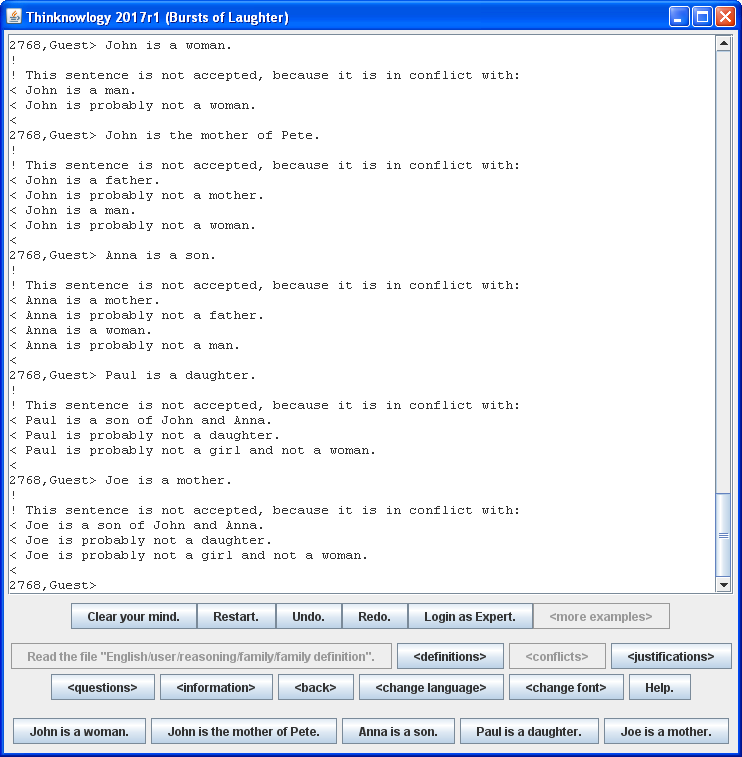 Thinknowlogy 2017r1 (Bursts of Laughter)
2768,Guest> John is a woman.
!
! This sentence is not accepted, because it is in conflict with:
< John is a man.
< John is probably not a woman.
<
2768,Guest> John is the mother of Pete.
!
! This sentence is not accepted, because it is in conflict with:
< John is a father.
< John is probably not a mother.
< John is a man.
< John is probably not a woman.
<
2768,Guest> Anna is a son.
!
! This sentence is not accepted, because it is in conflict with:
< Anna is a mother.
< Anna is probably not a father.
< Anna is a woman.
< Anna is probably not a man.
<
2768,Guest> Paul is a daughter.
!
! This sentence is not accepted, because it is in conflict with:
< Paul is a son of John and Anna.
< Paul is probably not a daughter.
< Paul is probably not a girl and not a woman.
<
2768,Guest> Joe is a mother.
!
! This sentence is not accepted, because it is in conflict with:
< Joe is a son of John and Anna.
< Joe is probably not a daughter.
< Joe is probably not a girl and not a woman.
<
2768,Guest>
Clear your mind. Restart. Undo. Redo. Login as Expert. <more examples>
Read the file "English/user/reasoning/family/family definition". <definitions> <conflicts> <justifications>
<questions> <information> <back> <change language> <change font> Help.
John is a woman. John is the mother of Pete. Anna is a son. Paul is a daughter. Joe is a mother.